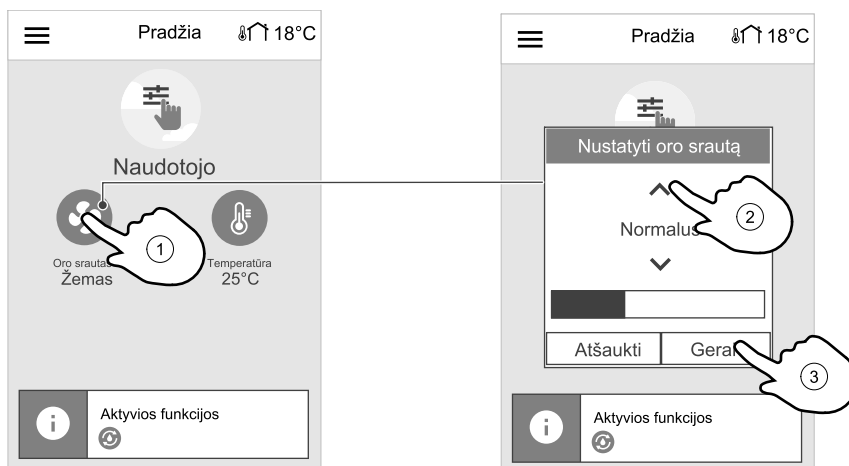 Pradžia 18°C
Naudotojo
Oro srautas
Žemas
Temperatūra
25°C
1
i
Aktyvios funkcijos
Pradžia 18°C
Nustatyti oro srautą
2
Normalus
Atšaukti
3
i
Aktyvios funkcijos